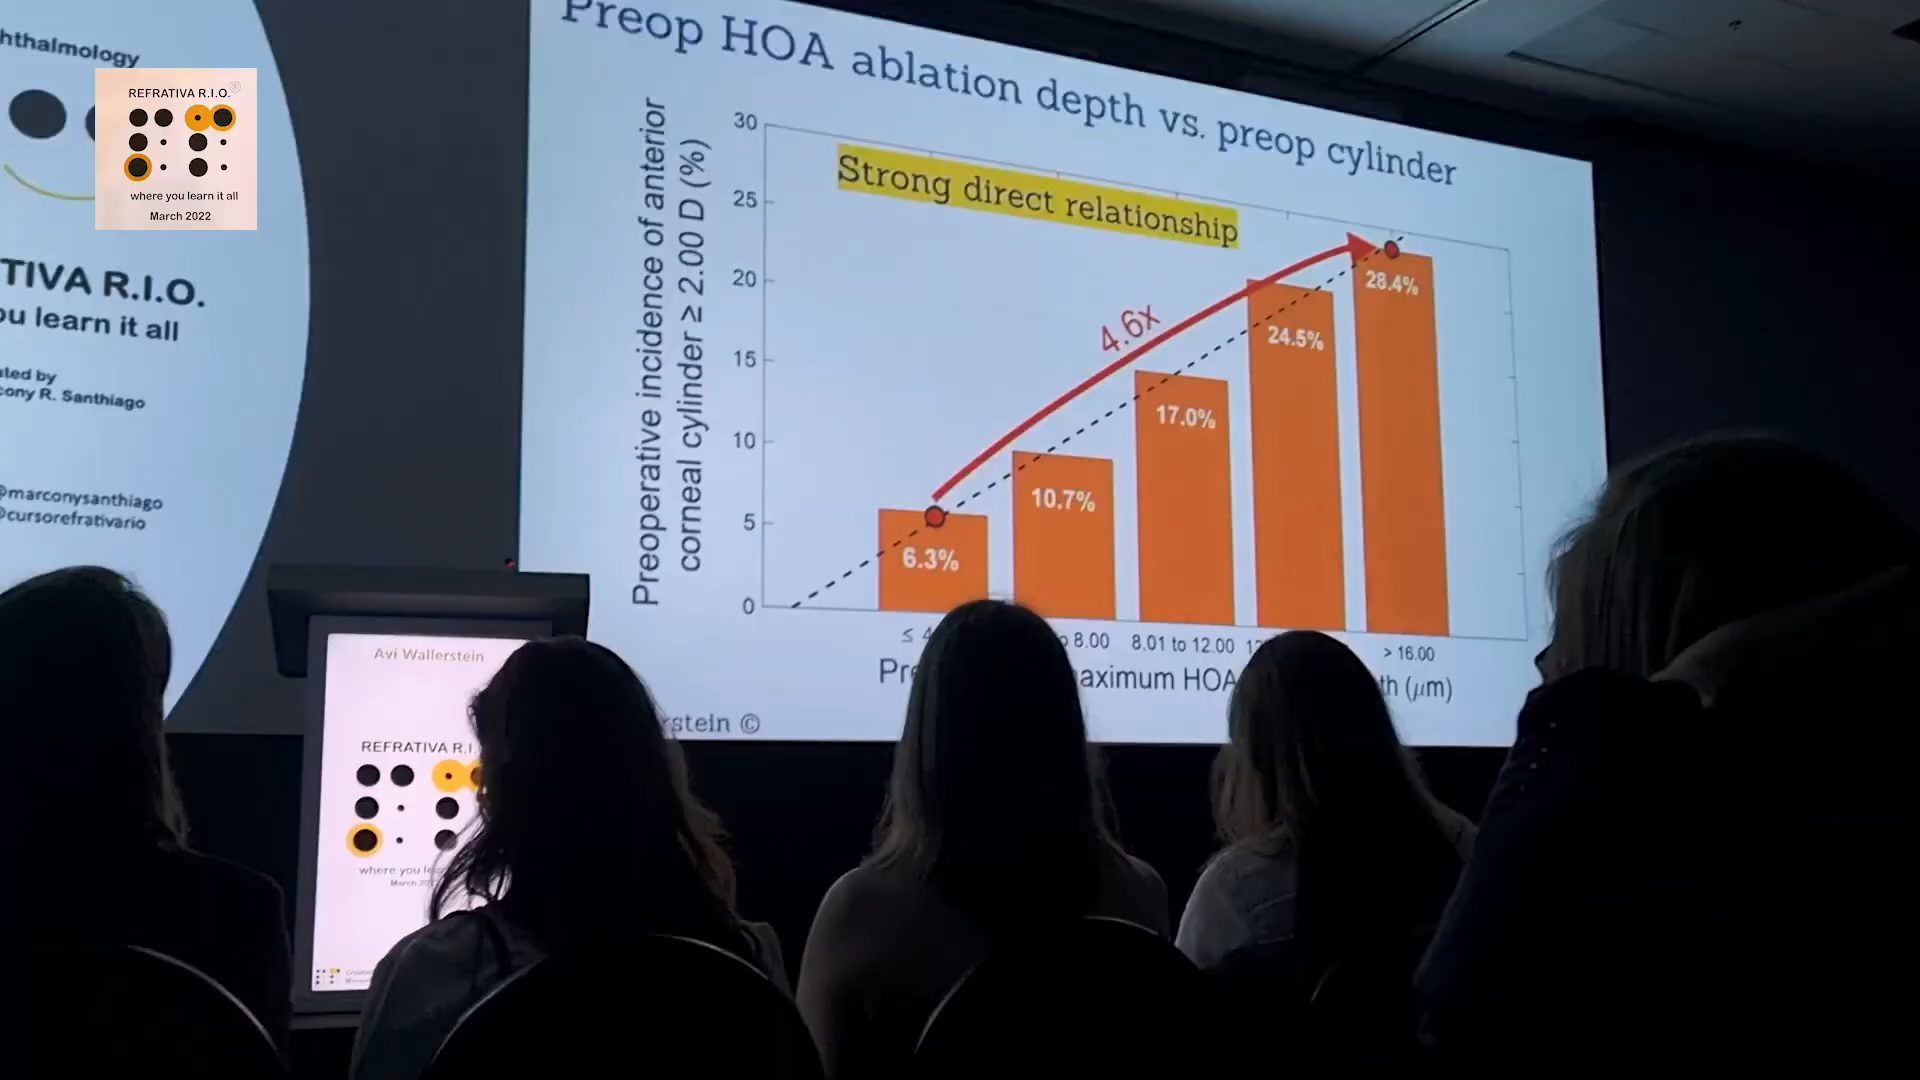 hthalmology
REFRATIVA R.I.O.
where you learn it all
March 2022
TIVA R.I.O.
ou learn it all
ated by
cony R. Santhiago
@marconysanthiago
@cursorefrativario
Preop HOA ablation depth vs. preop cylinder
Strong direct relationship
Preoperative incidence of anterior
corneal cylinder ≥ 2.00 D (%)
30
25
20
15
10
5
0
4.6x
6.3%
10.7%
17.0%
24.5%
28.4%
≤ 4 8.00 8.01 to 12.00 > 16.00
Pr aximum HOA th (μm)
rstein ©
Avi Wallerstein
REFRATIVA R.I.
where you
March